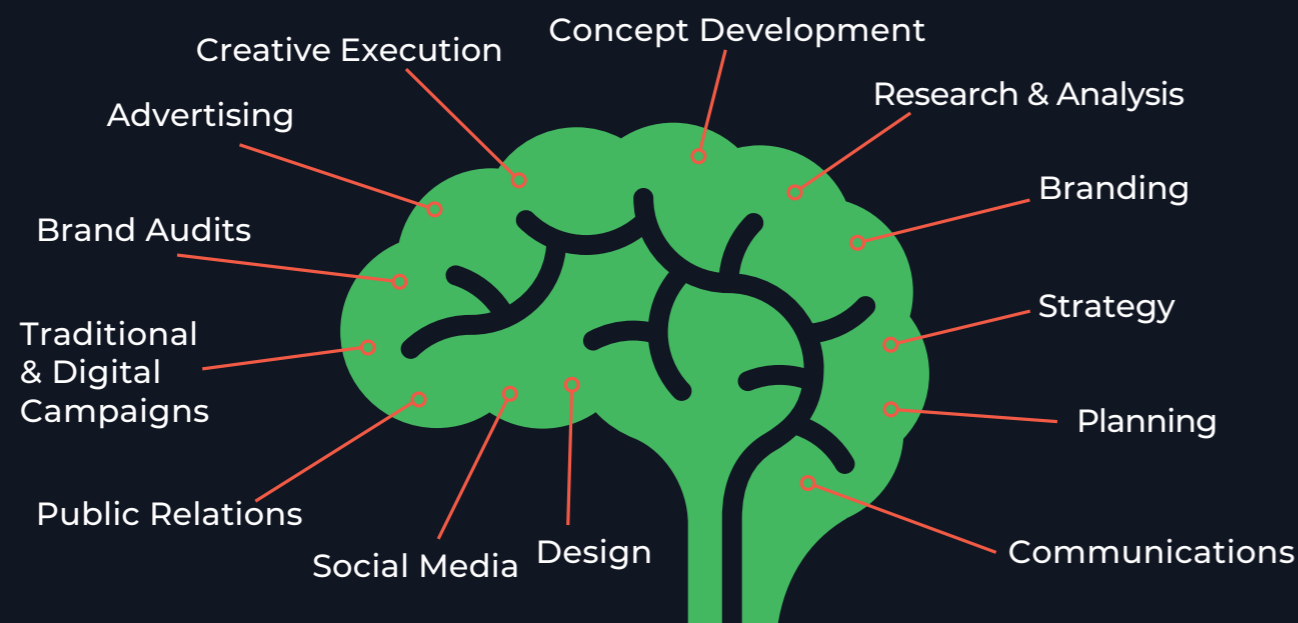 Concept Development
Creative Execution
Research & Analysis
Advertising
Branding
Brand Audits
Strategy
Traditional
& Digital
Campaigns
Planning
Public Relations
Social Media
Design
Communications